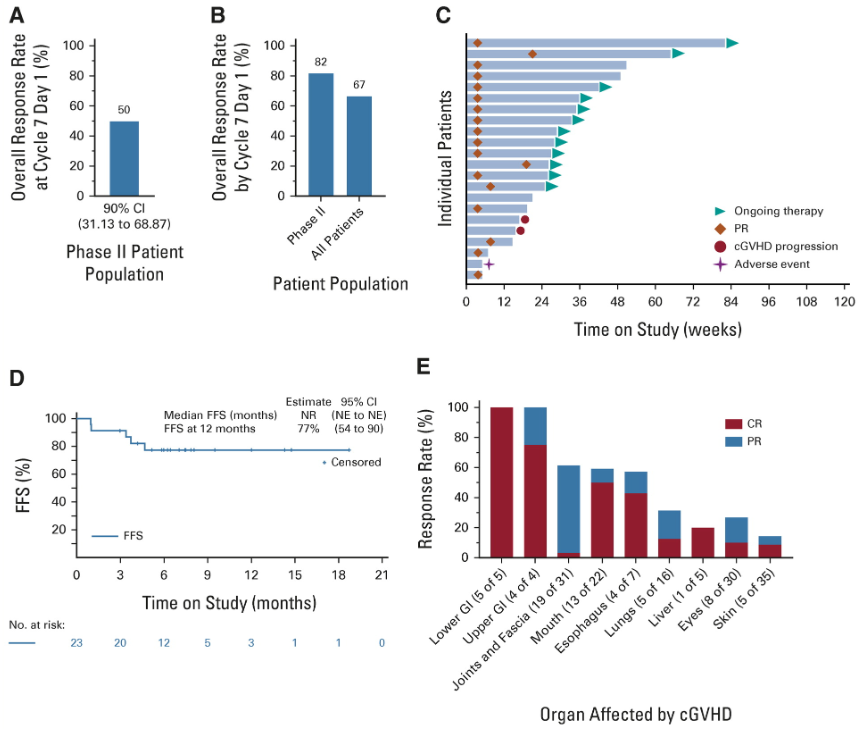 A
Overall Response Rate
at Cycle 7 Day 1 (%)
100
80
60
40
20
0
50
90% CI
(31.13 to 68.87)
Phase II Patient
Population
B
Overall Response Rate
by Cycle 7 Day 1 (%)
100
80
60
40
20
0
82
67
Phase II
All Patients
Patient Population
C
Individual Patients
Ongoing therapy
PR
cGVHD progression
Adverse event
0 12 24 36 48 60 72 84 96 108 120
Time on Study (weeks)
D
FFS (%)
100
80
60
40
20
Estimate 95% CI
Median FFS (months) NR (NE to NE)
FFS at 12 months 77% (54 to 90)
Censored
FFS
0 3 6 9 12 15 18 21
Time on Study (months)
No. at risk:
23 20 12 5 3 1 1 0
E
Response Rate (%)
100
80
60
40
20
0
CR
PR
Lower GI (5 of 5)
Upper GI (4 of 4)
Joints and Fascia (19 of 31)
Mouth (13 of 22)
Esophagus (4 of 7)
Lungs (5 of 16)
Liver (1 of 5)
Eyes (8 of 30)
Skin (5 of 35)
Organ Affected by cGVHD